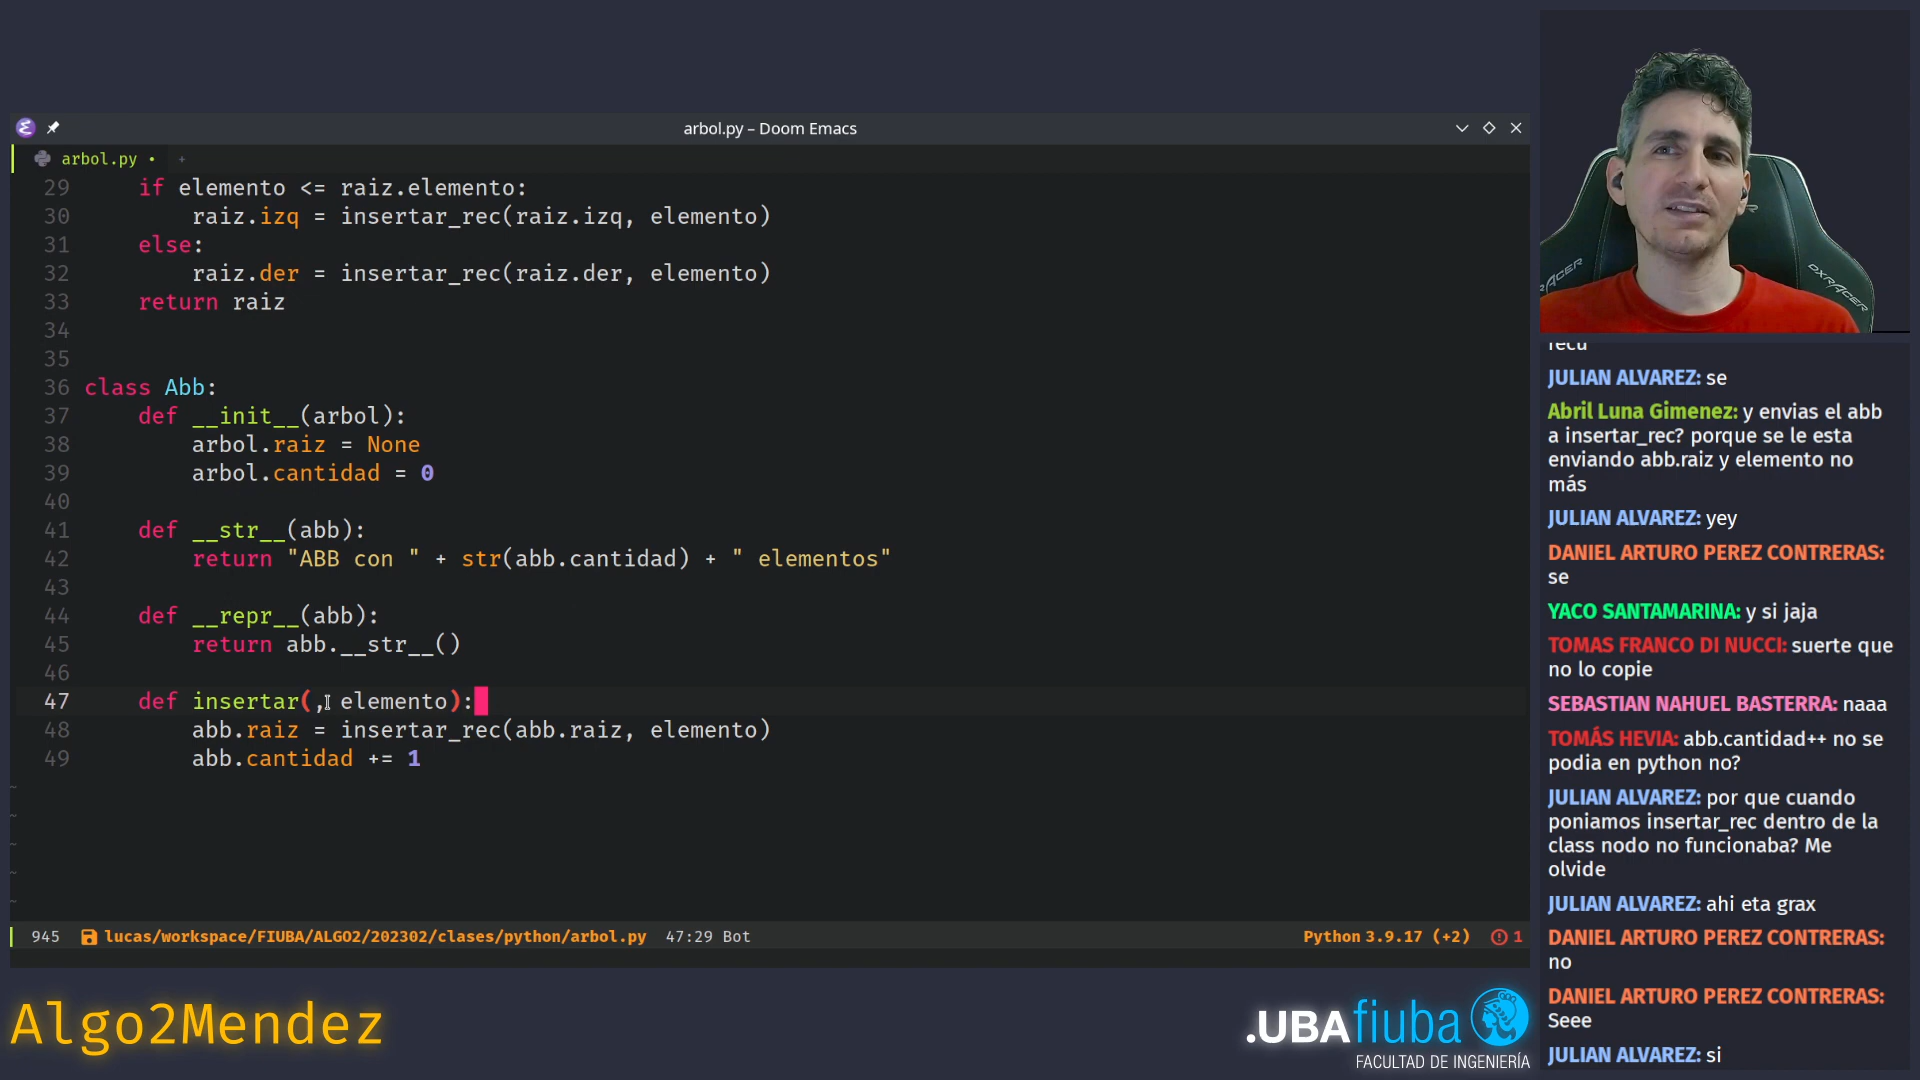 arbol.py – Doom Emacs
arbol.py • +
29 if elemento <= raiz.elemento:
30 raiz.izq = insertar_rec(raiz.izq, elemento)
31 else:
32 raiz.der = insertar_rec(raiz.der, elemento)
33 return raiz
34
35
36 class Abb:
37 def __init__(arbol):
38 arbol.raiz = None
39 arbol.cantidad = 0
40
41 def __str__(abb):
42 return "ABB con " + str(abb.cantidad) + " elementos"
43
44 def __repr__(abb):
45 return abb.__str__()
46
47 def insertar(, elemento):
48 abb.raiz = insertar_rec(abb.raiz, elemento)
49 abb.cantidad += 1
~
~
~
~
~
945 lucas/workspace/FIUBA/ALGO2/202302/clases/python/arbol.py 47:29 Bot Python 3.9.17 (+2) 1
Algo2Mendez
.UBAfiuba
FACULTAD DE INGENIERÍA
DXRACER
recu
JULIAN ALVAREZ: se
Abril Luna Gimenez: y envias el abb
a insertar_rec? porque se le esta
enviando abb.raiz y elemento no
más
JULIAN ALVAREZ: yey
DANIEL ARTURO PEREZ CONTRERAS:
se
YACO SANTAMARINA: y si jaja
TOMAS FRANCO DI NUCCI: suerte que
no lo copie
SEBASTIAN NAHUEL BASTERRA: naaa
TOMÁS HEVIA: abb.cantidad++ no se
podia en python no?
JULIAN ALVAREZ: por que cuando
poniamos insertar_rec dentro de la
class nodo no funcionaba? Me
olvide
JULIAN ALVAREZ: ahi eta grax
DANIEL ARTURO PEREZ CONTRERAS:
no
DANIEL ARTURO PEREZ CONTRERAS:
Seee
JULIAN ALVAREZ: si